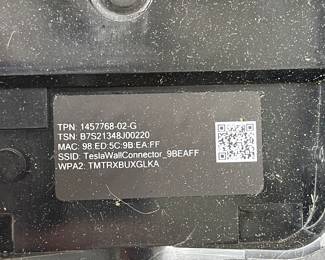 TPN: 1457768-02-G
TSN: B7S21348J00220
MAC: 98:ED:5C:9B:EA:FF
SSID: TeslaWallConnector_9BEAFF
WPA2: TMTRXBUXGLKA